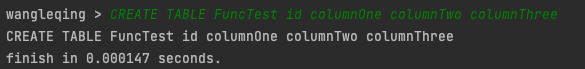 wangleqing > CREATE TABLE FuncTest id columnOne columnTwo columnThree
CREATE TABLE FuncTest id columnOne columnTwo columnThree
finish in 0.000147 seconds.